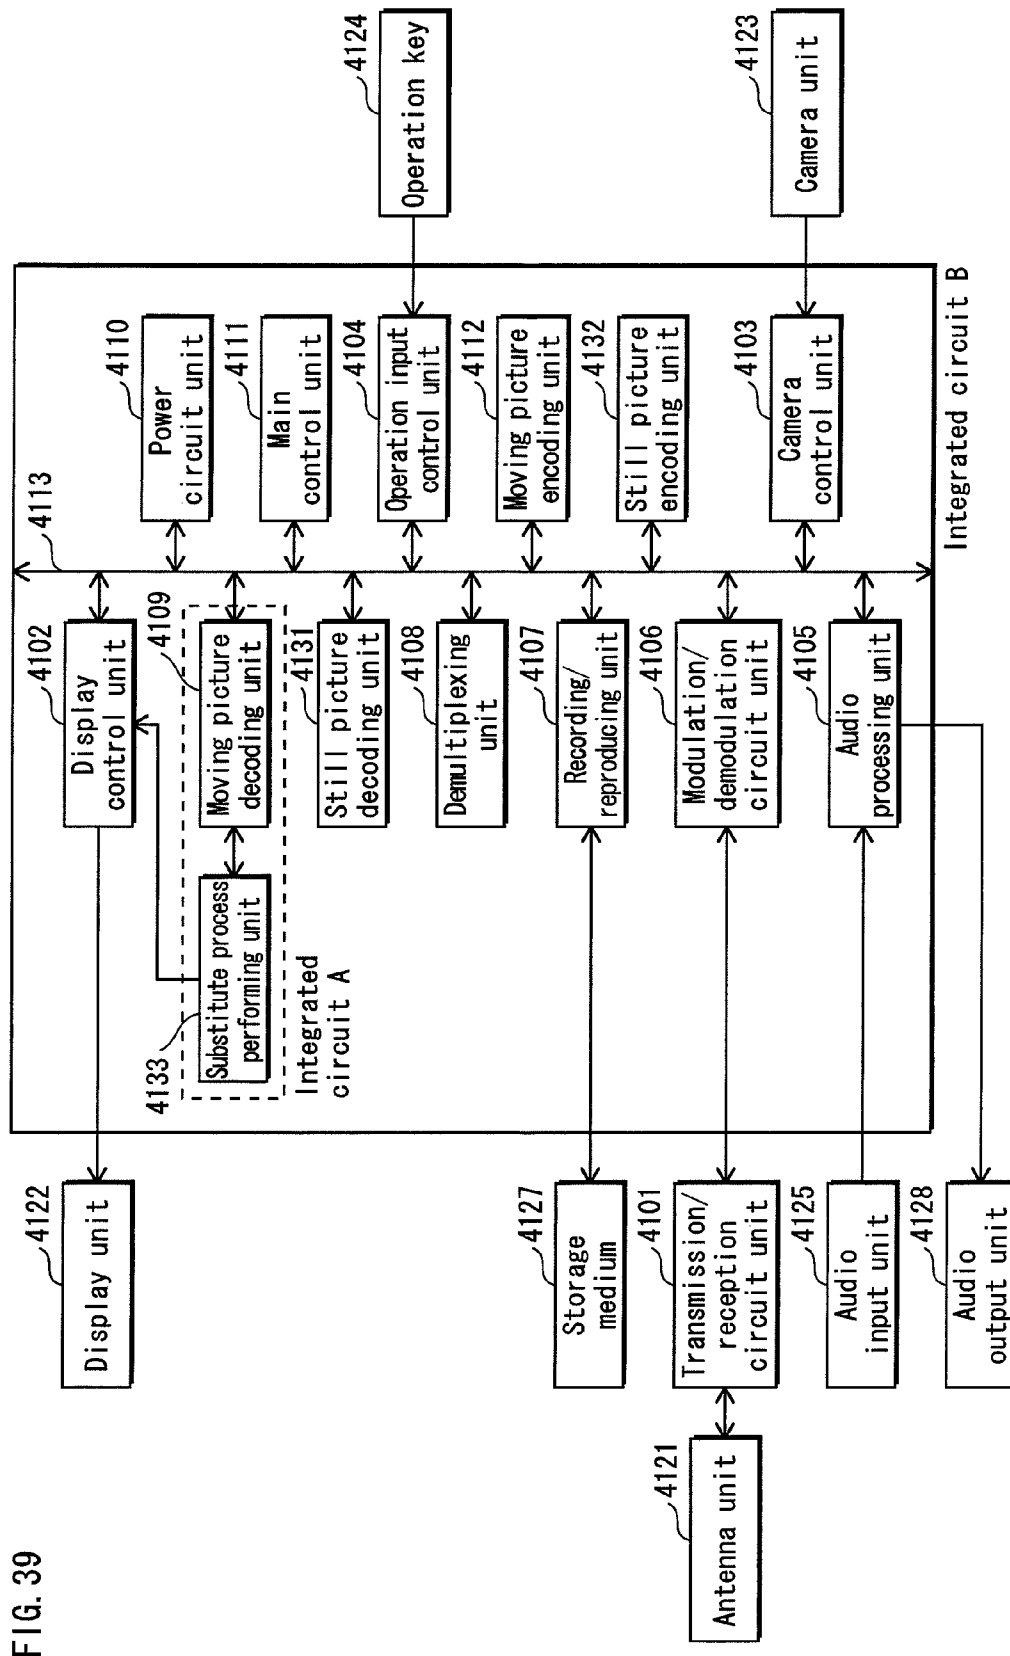 FIG. 39
4121
Antenna unit
4122
Display unit
4127
Storage
medium
4101
Transmission/
reception
circuit unit
4125
Audio
input unit
4128
Audio
output unit
4133
Substitute process
performing unit
Integrated
circuit A
4102
Display
control unit
4109
Moving picture
decoding unit
4131
Still picture
decoding unit
4108
Demultiplexing
unit
4107
Recording/
reproducing unit
4106
Modulation/
demodulation
circuit unit
4105
Audio
processing unit
4113
4110
Power
circuit unit
4111
Main
control unit
4104
Operation input
control unit
4112
Moving picture
encoding unit
4132
Still picture
encoding unit
4103
Camera
control unit
Integrated circuit B
4124
Operation key
4123
Camera unit